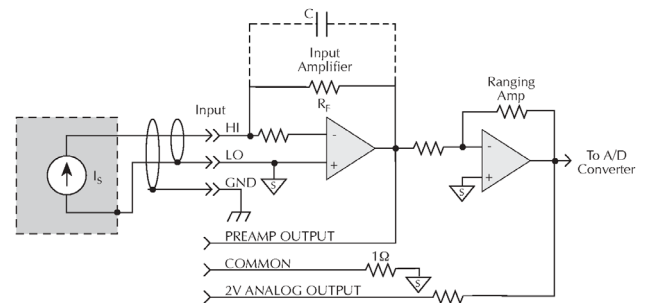 C
Input
Amplifier
R_F
Ranging
Amp
Input
HI
-
+
-
+
LO
S
S
I_S
GND
To A/D
Converter
PREAMP OUTPUT
COMMON
1Ω
S
2V ANALOG OUTPUT